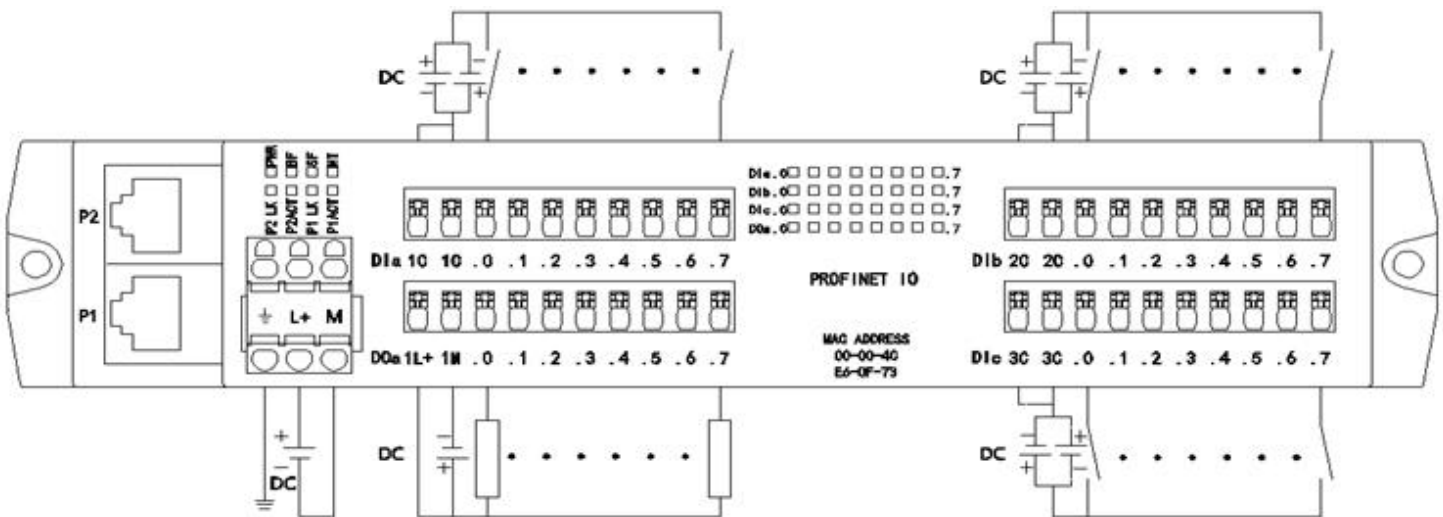 + − DC − +
+ − DC − +
PWR BF SF MT
P2 LK P2ACT P1 LK P1ACT
DIa.0 .7
DIb.0 .7
DIc.0 .7
DOa.0 .7
P2
DIa 1C 1C .0 .1 .2 .3 .4 .5 .6 .7
DIb 2C 2C .0 .1 .2 .3 .4 .5 .6 .7
PROFINET IO
P1
L+ M
MAC ADDRESS
00-00-4C
E6-0F-73
DOa 1L+ 1M .0 .1 .2 .3 .4 .5 .6 .7
DIc 3C 3C .0 .1 .2 .3 .4 .5 .6 .7
+ − DC
DC − +
DC − + + −